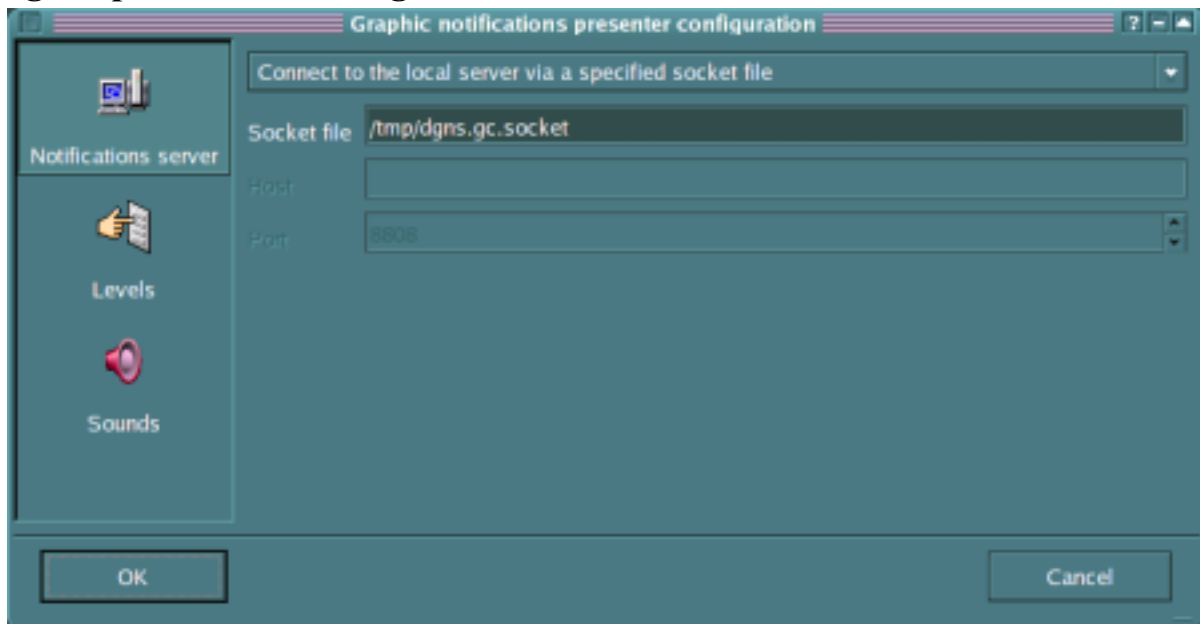 Graphic notifications presenter configuration
Connect to the local server via a specified socket file
Socket file /tmp/dgns.gc.socket
Notifications server
Host
Port 8808
Levels
Sounds
OK Cancel